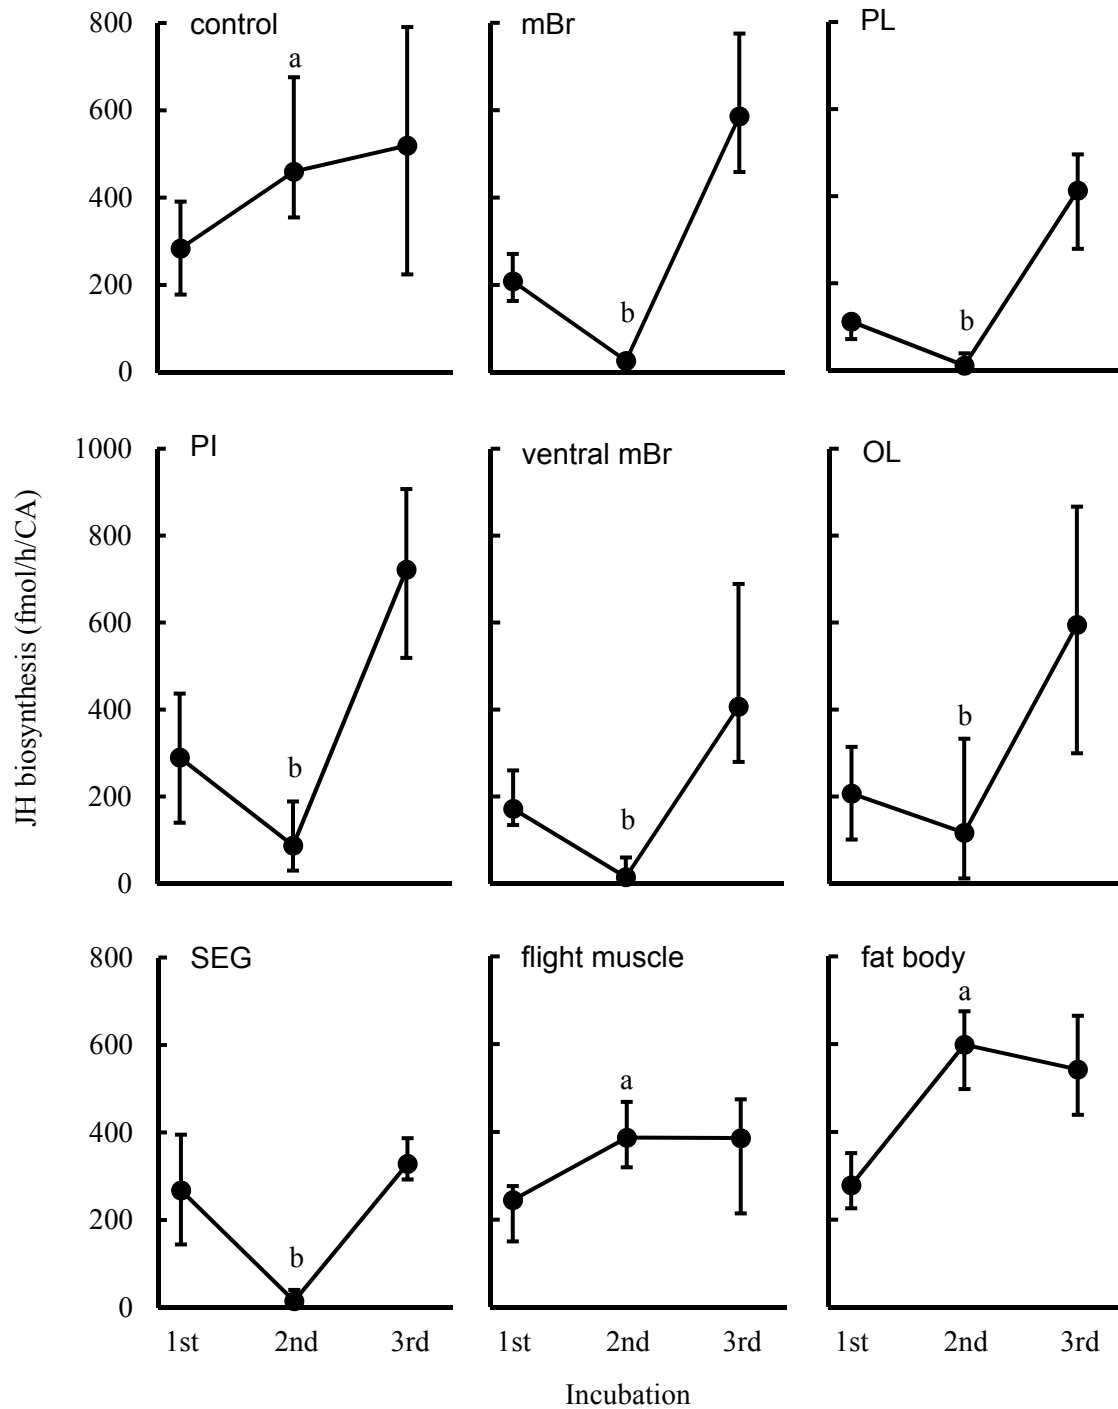 control
mBr
PL
800
600
400
200
0
a
b
b
PI
ventral mBr
OL
1000
800
600
400
200
0
b
b
b
JH biosynthesis (fmol/h/CA)
SEG
flight muscle
fat body
800
600
400
200
0
b
a
a
1st 2nd 3rd 1st 2nd 3rd 1st 2nd 3rd
Incubation